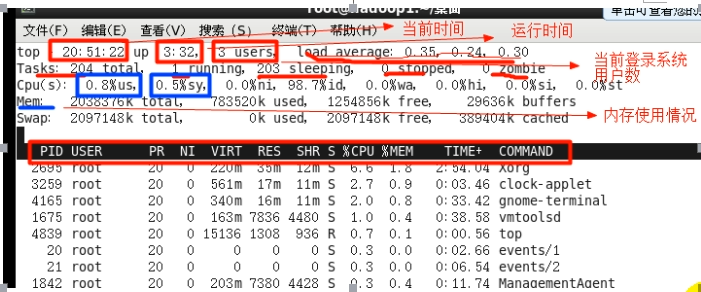 root@hadoop1:~/桌面
单击可查看您的
文件(F) 编辑(E) 查看(V) 搜索 (S) 终端(T) 帮助(H)
当前时间 运行时间
top 20:51:22 up 3:32, 3 users, load average: 0.35, 0.24, 0.30
当前登录系统
用户数
Tasks: 204 total, 1 running, 203 sleeping, 0 stopped, 0 zombie
Cpu(s): 0.8%us, 0.5%sy, 0.0%ni, 98.7%id, 0.0%wa, 0.0%hi, 0.0%si, 0.0%st
Mem: 2038376k total, 783520k used, 1254856k free, 29636k buffers
内存使用情况
Swap: 2097148k total, 0k used, 2097148k free, 389404k cached
PID USER PR NI VIRT RES SHR S %CPU %MEM TIME+ COMMAND
2695 root 20 0 220m 35m 12m S 6.6 1.8 2:54.04 Xorg
3259 root 20 0 561m 17m 11m S 2.7 0.9 0:03.46 clock-applet
4165 root 20 0 340m 16m 11m S 2.0 0.8 0:33.42 gnome-terminal
1675 root 20 0 163m 7836 4480 S 1.0 0.4 0:38.58 vmtoolsd
4839 root 20 0 15136 1308 936 R 0.7 0.1 0:00.56 top
20 root 20 0 0 0 0 S 0.3 0.0 0:02.66 events/1
21 root 20 0 0 0 0 S 0.3 0.0 0:06.54 events/2
1842 root 20 0 203m 7380 4428 S 0.3 0.4 0:11.74 ManagementAgent